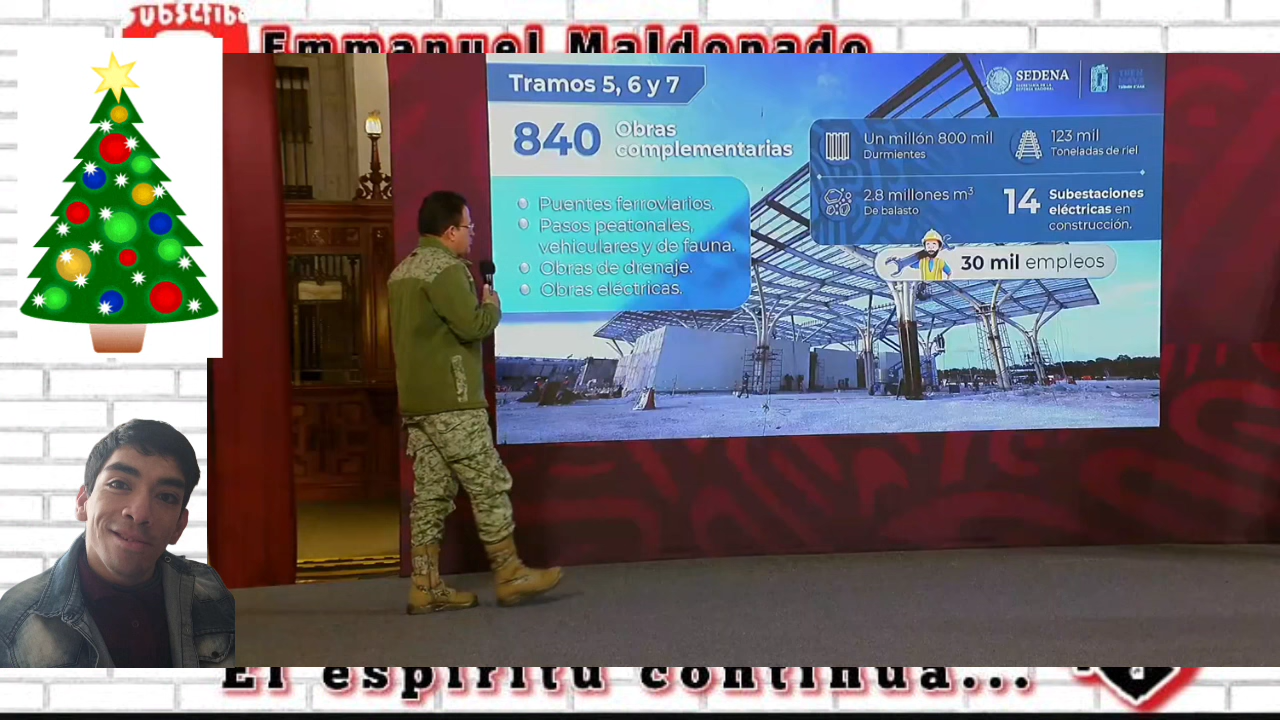 Subscribe
Emmanuel Maldonado
Tramos 5, 6 y 7
SEDENA
840 Obras
complementarias
Puentes ferroviarios.
Pasos peatonales,
vehiculares y de fauna.
Obras de drenaje.
Obras eléctricas.
Un millón 800 mil
Durmientes
123 mil
Toneladas de riel
2.8 millones m³
De balasto
14 Subestaciones
eléctricas en
construcción.
30 mil empleos
El espíritu continua...